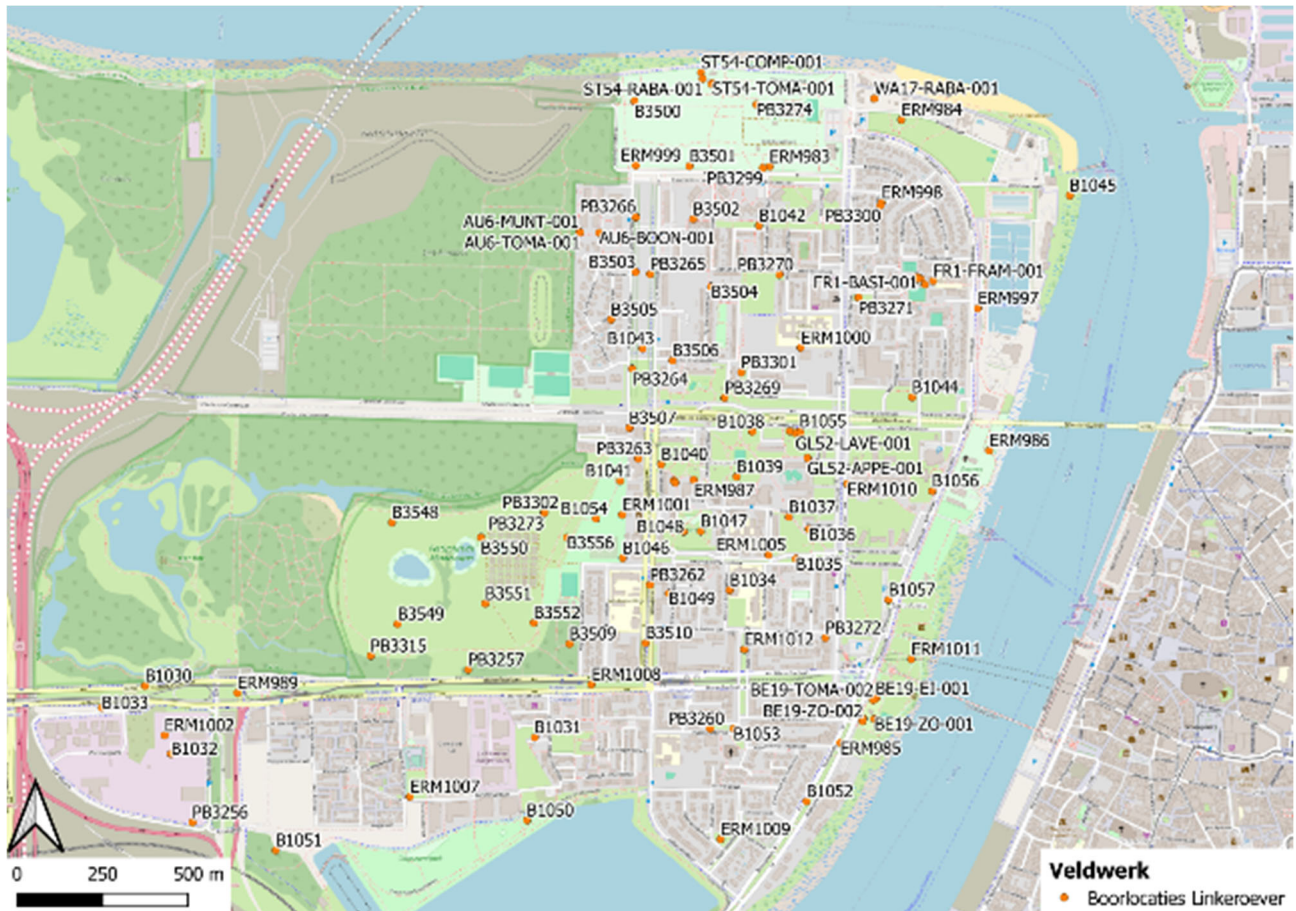 ST54-COMP-001
ST54-RABA-001
ST54-TOMA-001
WA17-RABA-001
B3500
PB3274
ERM984
ERM999
B3501
ERM983
PB3299
B1045
ERM998
PB3266
B3502
B1042
PB3300
AU6-MUNT-001
AU6-TOMA-001
AU6-BOON-001
B3503
PB3265
PB3270
FR1-FRAM-001
FR1-BASI-001
B3504
ERM997
PB3271
B3505
B1043
ERM1000
B3506
PB3301
PB3264
PB3269
B1044
B3507
B1038
B1055
PB3263
GL52-LAVE-001
ERM986
B1041
B1040
B1039
GL52-APPE-001
ERM987
ERM1010
B1056
PB3302
B1054
ERM1001
B1037
B3548
PB3273
B1048
B1047
B1036
B3550
B3556
B1046
ERM1005
B1035
PB3262
B1034
B1057
B3551
B1049
B3549
B3552
B3509
B3510
ERM1012
PB3272
PB3315
PB3257
ERM1011
B1030
ERM989
ERM1008
BE19-TOMA-002
BE19-EI-001
B1033
BE19-ZO-002
BE19-ZO-001
ERM1002
B1031
PB3260
B1053
B1032
ERM985
ERM1007
B1052
PB3256
B1050
B1051
ERM1009
0 250 500 m
Veldwerk
Boorlocaties Linkeroever